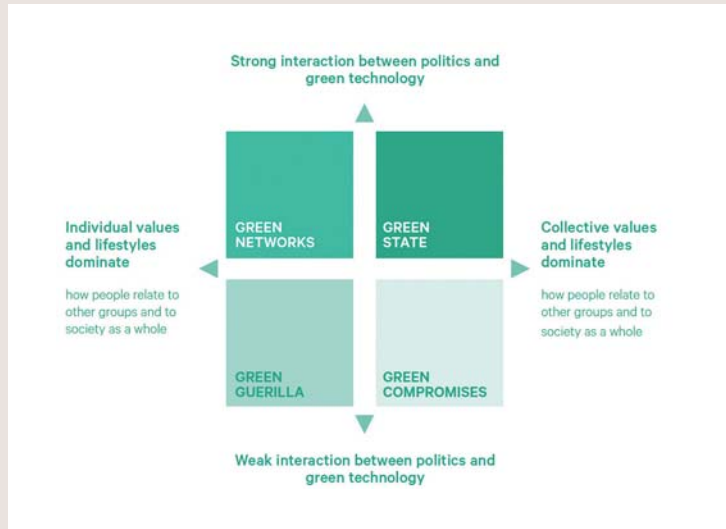 Strong interaction between politics and
green technology
GREEN
NETWORKS
GREEN
STATE
Individual values
and lifestyles
dominate
how people relate to
other groups and to
society as a whole
Collective values
and lifestyles
dominate
how people relate to
other groups and to
society as a whole
GREEN
GUERILLA
GREEN
COMPROMISES
Weak interaction between politics and
green technology